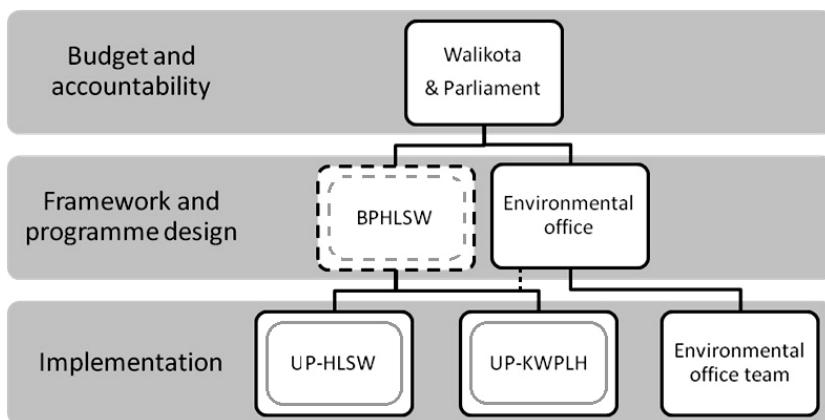 Budget and
accountability
Walikota
& Parliament
Framework and
programme design
BPHLSW
Environmental
office
Implementation
UP-HLSW
UP-KWPLH
Environmental
office team